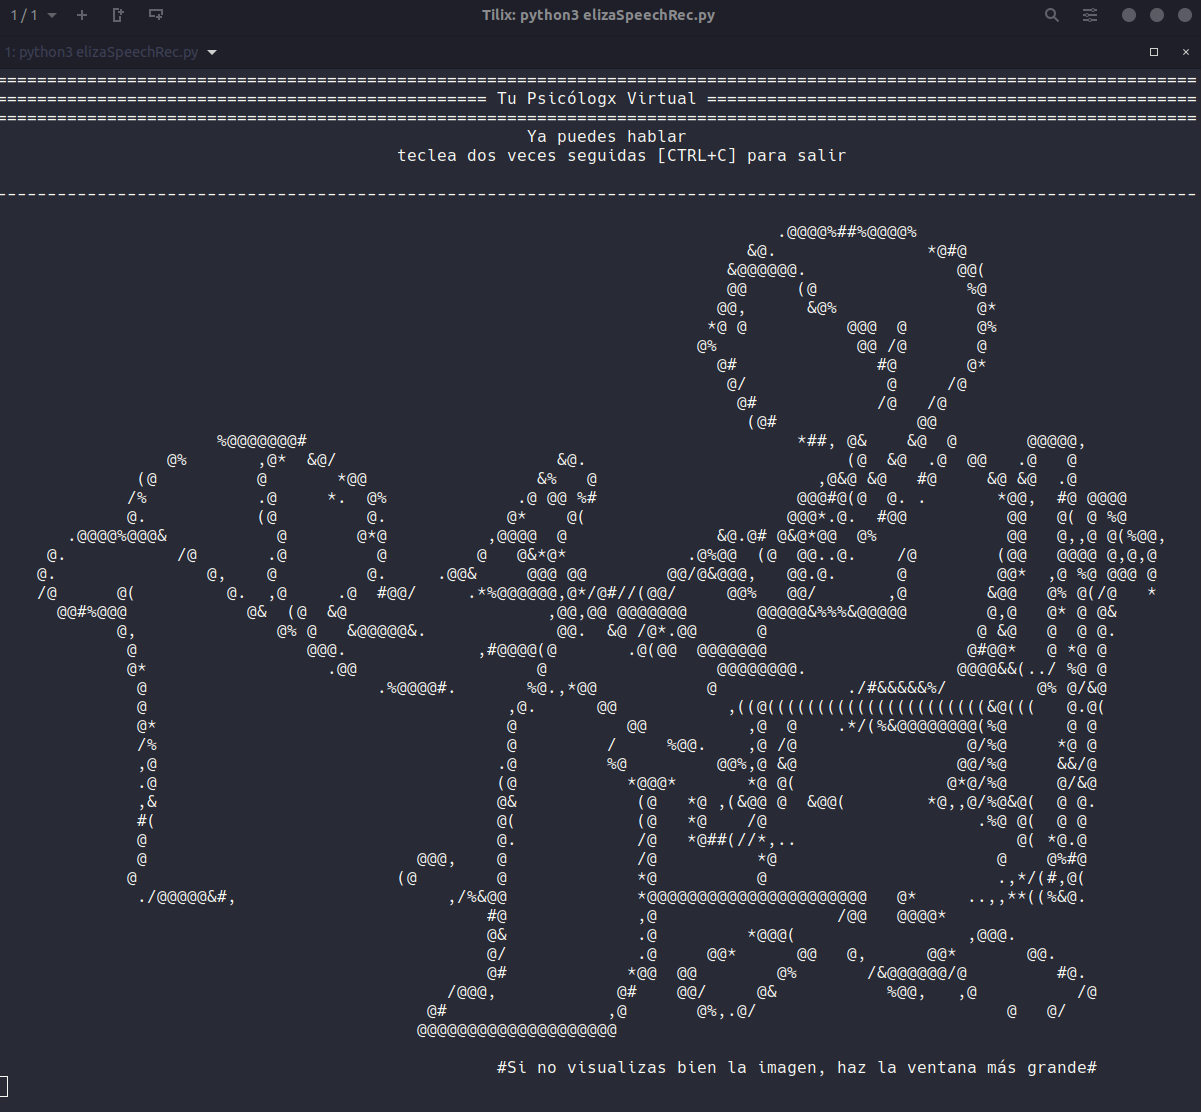 1 / 1
Tilix: python3 elizaSpeechRec.py
1: python3 elizaSpeechRec.py
Tu Psicólogx Virtual
Ya puedes hablar
teclea dos veces seguidas [CTRL+C] para salir
#Si no visualizas bien la imagen, haz la ventana más grande#